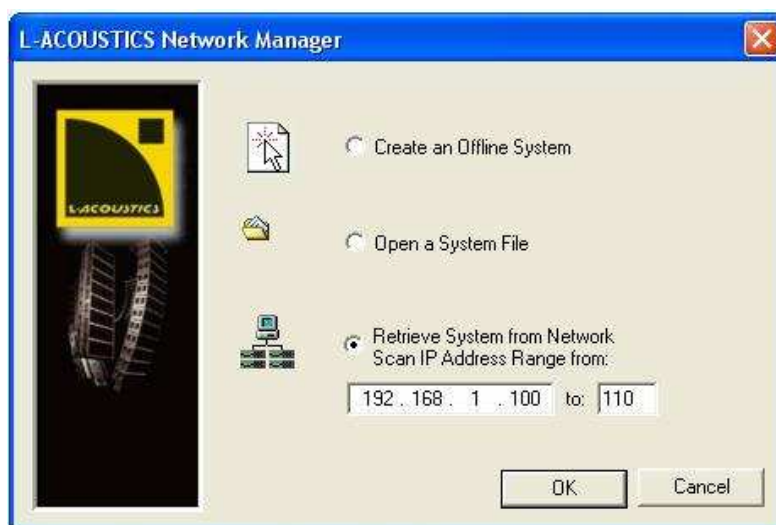 L-ACOUSTICS Network Manager
L-ACOUSTICS
Create an Offline System
Open a System File
Retrieve System from Network
Scan IP Address Range from:
192 . 168 . 1 . 100 to: 110
OK Cancel